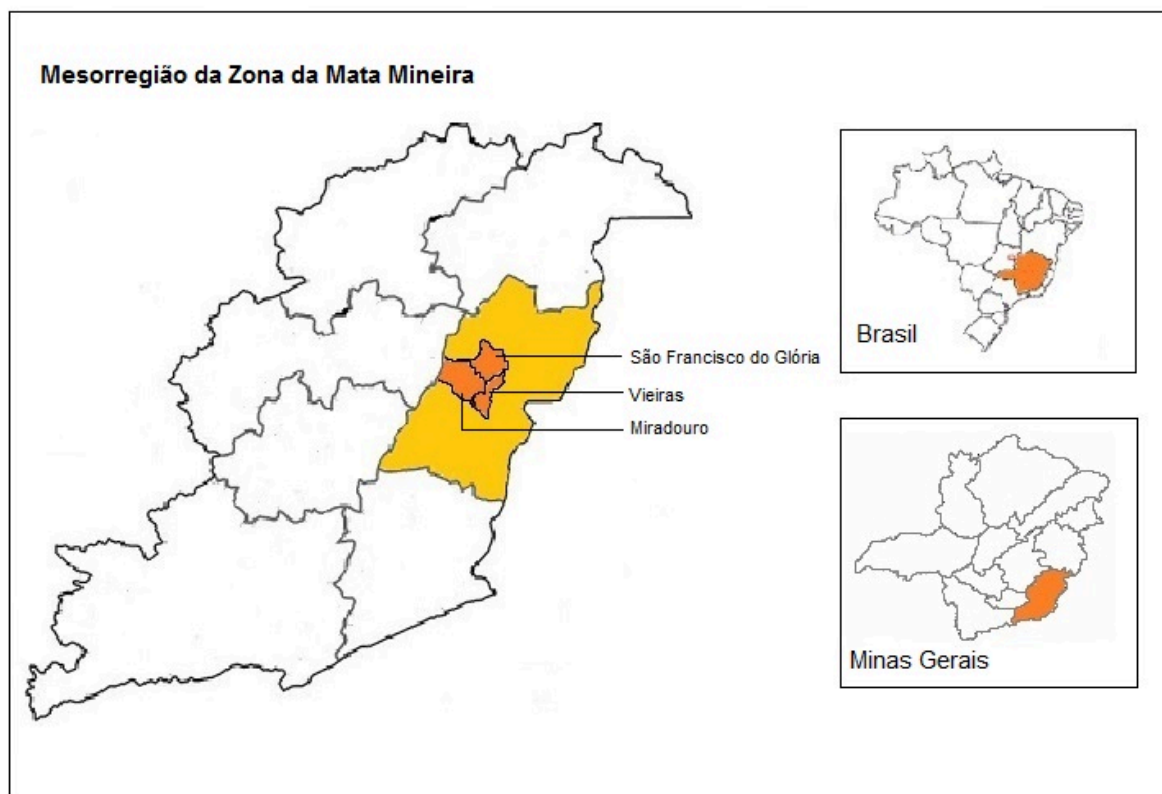 Mesorregião da Zona da Mata Mineira
São Francisco do Glória
Vieiras
Miradouro
Brasil
Minas Gerais